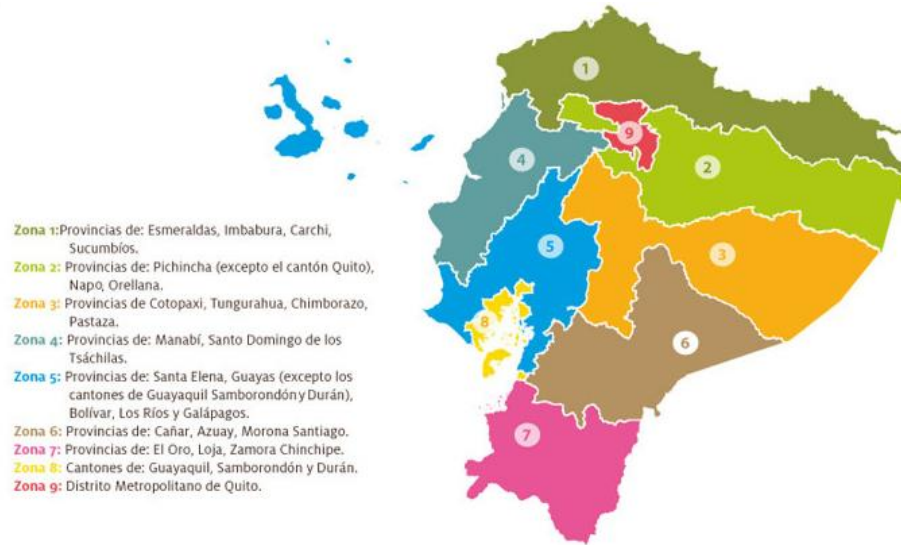 1
9
2
4
5
3
8
6
7
Zona 1:Provincias de: Esmeraldas, Imbabura, Carchi,
Sucumbíos.
Zona 2: Provincias de: Pichincha (excepto el cantón Quito),
Napo, Orellana.
Zona 3: Provincias de Cotopaxi, Tungurahua, Chimborazo,
Pastaza.
Zona 4: Provincias de: Manabí, Santo Domingo de los
Tsáchilas.
Zona 5: Provincias de: Santa Elena, Guayas (excepto los
cantones de Guayaquil Samborondón y Durán),
Bolívar, Los Ríos y Galápagos.
Zona 6: Provincias de: Cañar, Azuay, Morona Santiago.
Zona 7: Provincias de: El Oro, Loja, Zamora Chinchipe.
Zona 8: Cantones de: Guayaquil, Samborondón y Durán.
Zona 9: Distrito Metropolitano de Quito.